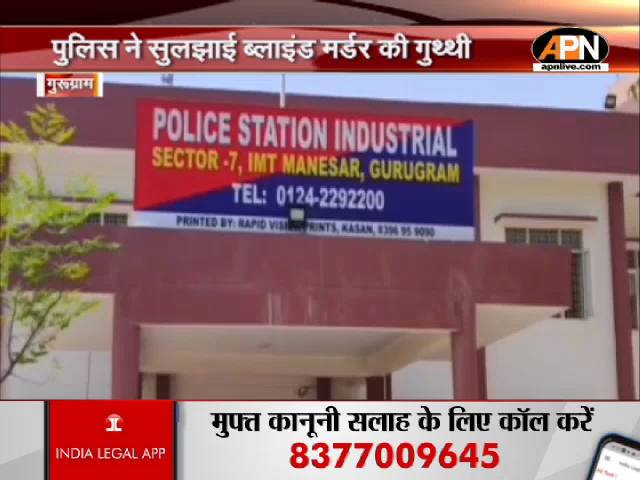 पुलिस ने सुलझाई ब्लाइंड मर्डर की गुथ्थी
APN
apnlive.com
गुरुग्राम
POLICE STATION INDUSTRIAL
SECTOR -7, IMT MANESAR, GURUGRAM
TEL: 0124-2292200
PRINTED BY: RAPID VISION PRINTS, KASAN, 8396 95 9090
मुफ्त कानूनी सलाह के लिए कॉल करें
INDIA LEGAL APP
8377009645